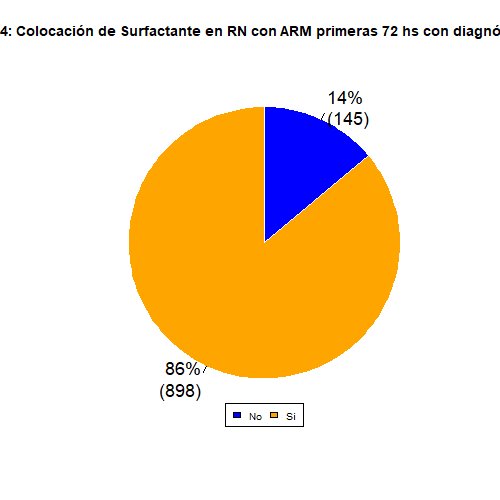 4: Colocación de Surfactante en RN con ARM primeras 72 hs con diagnó
14%
(145)
86%
(898)
No Si